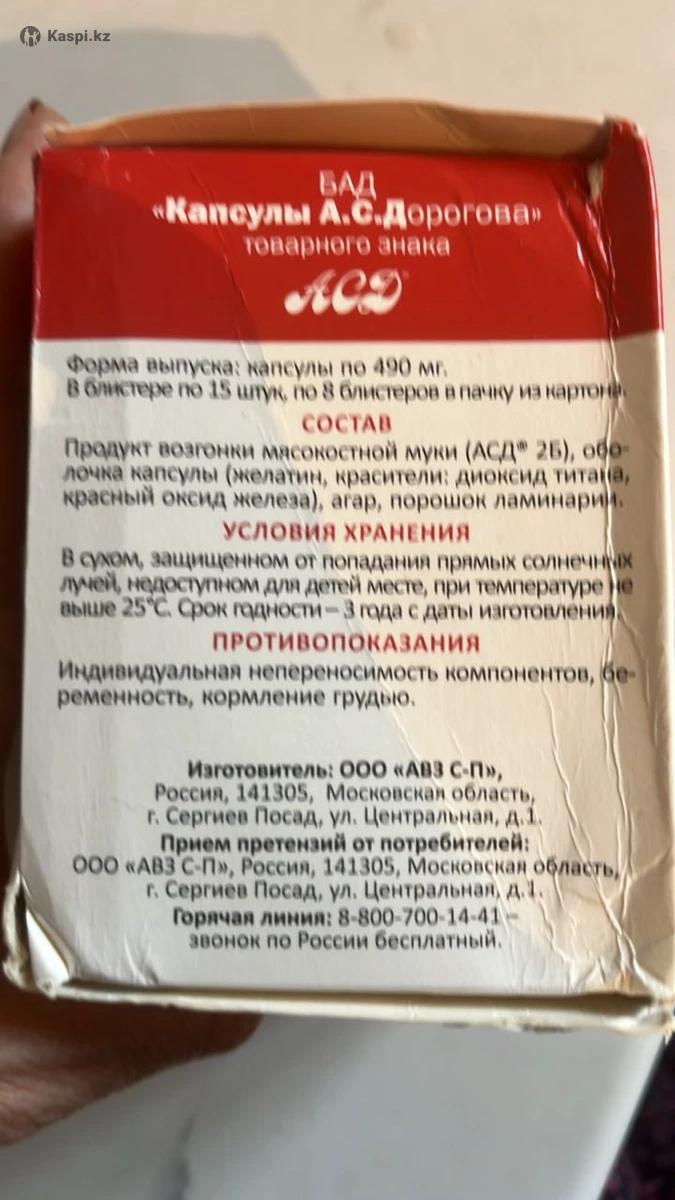 Kaspi.kz
БАД
«Капсулы А.С.Дорогова»
товарного знака
АСД
Форма выпуска: капсулы по 490 мг.
В блистере по 15 штук, по 8 блистеров в пачку из картона.
СОСТАВ
Продукт возгонки мясокостной муки (АСД® 2Б), обо-
лочка капсулы (желатин, красители: диоксид титана,
красный оксид железа), агар, порошок ламинарии.
УСЛОВИЯ ХРАНЕНИЯ
В сухом, защищенном от попадания прямых солнечных
лучей, недоступном для детей месте, при температуре не
выше 25°С. Срок годности – 3 года с даты изготовления.
ПРОТИВОПОКАЗАНИЯ
Индивидуальная непереносимость компонентов, бе-
ременность, кормление грудью.
Изготовитель: ООО «АВЗ С-П»,
Россия, 141305, Московская область,
г. Сергиев Посад, ул. Центральная, д.1.
Прием претензий от потребителей:
ООО «АВЗ С-П», Россия, 141305, Московская область,
г. Сергиев Посад, ул. Центральная, д.1.
Горячая линия: 8-800-700-14-41 –
звонок по России бесплатный.